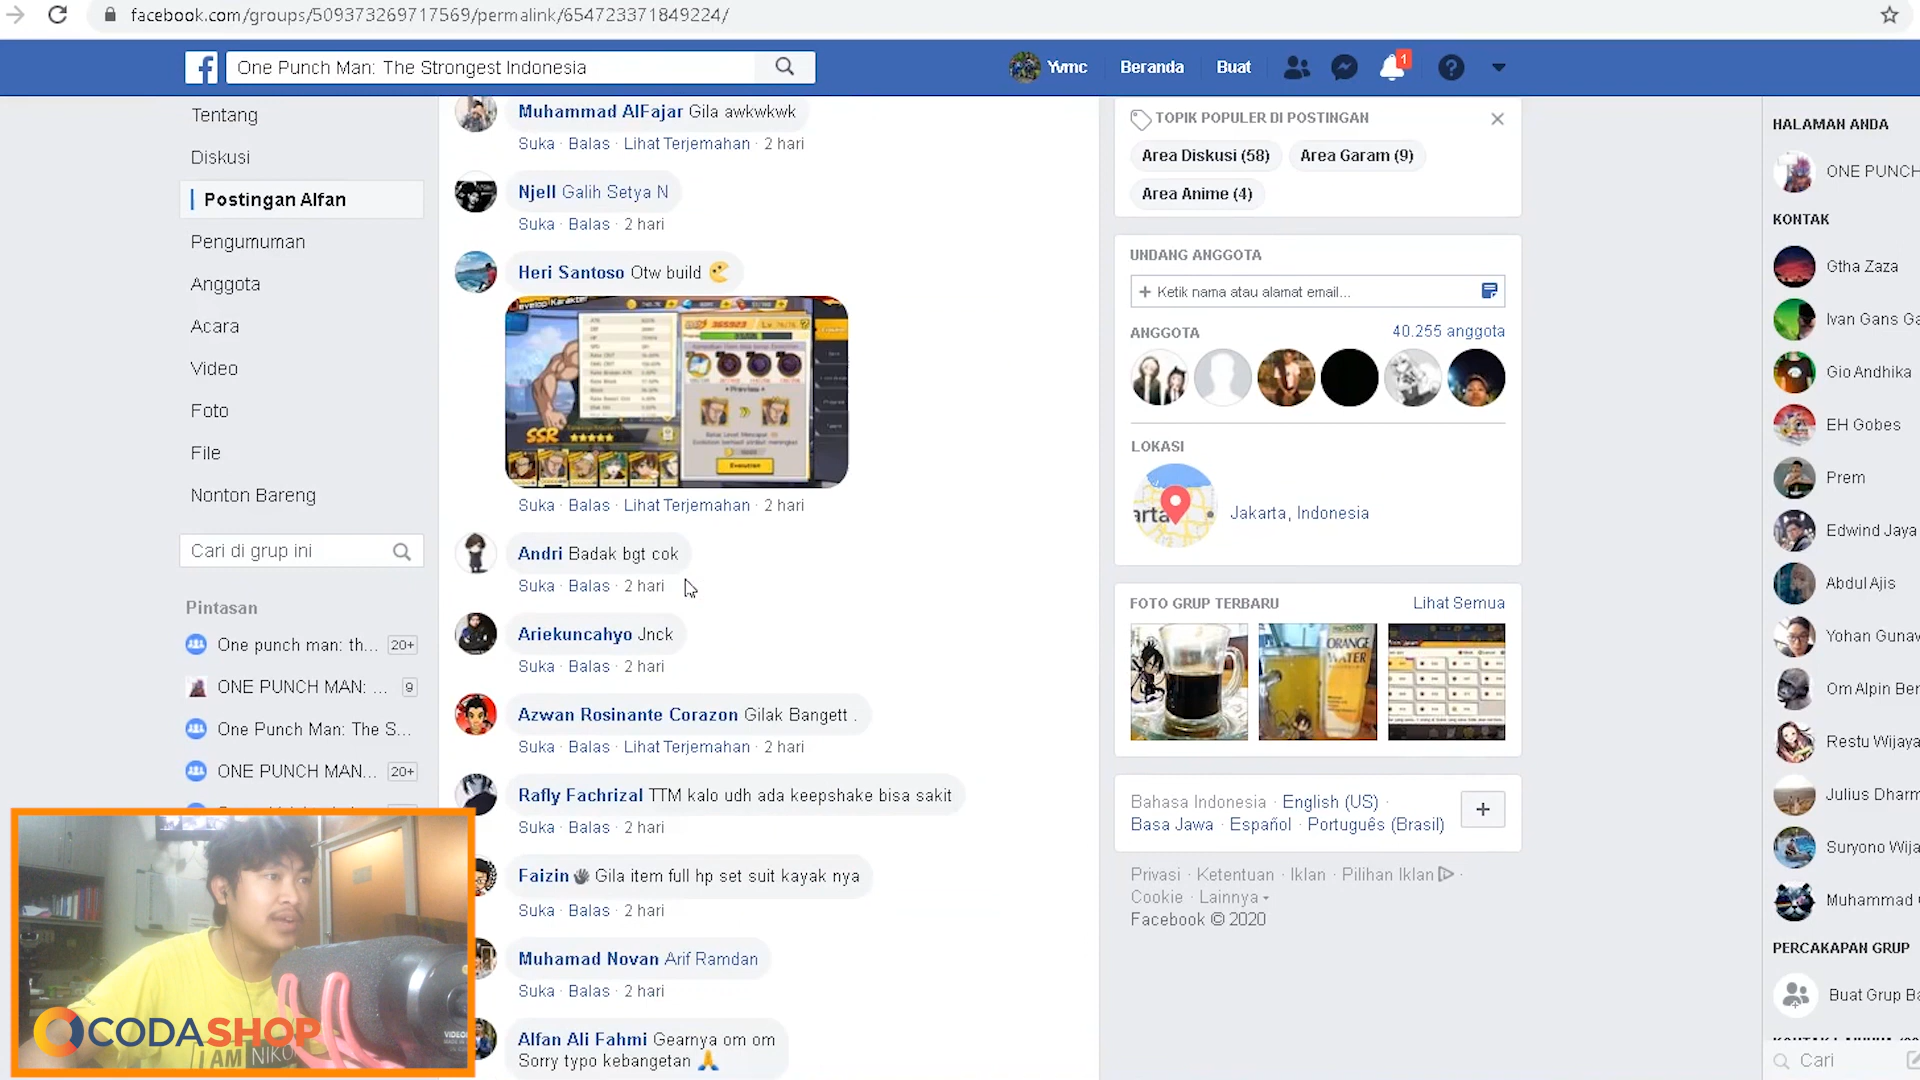 facebook.com/groups/509373269717569/permalink/654723371849224/
One Punch Man: The Strongest Indonesia
Yvmc
Beranda
Buat
1
Tentang
Diskusi
Postingan Alfan
Pengumuman
Anggota
Acara
Video
Foto
File
Nonton Bareng
Cari di grup ini
Pintasan
One punch man: th... 20+
ONE PUNCH MAN: ... 9
One Punch Man: The S...
ONE PUNCH MAN... 20+
Muhammad AlFajar Gila awkwkwk
Suka · Balas · Lihat Terjemahan · 2 hari
Njell Galih Setya N
Suka · Balas · 2 hari
Heri Santoso Otw build
SSR
Evolution
Suka · Balas · Lihat Terjemahan · 2 hari
Andri Badak bgt cok
Suka · Balas · 2 hari
Ariekuncahyo Jnck
Suka · Balas · 2 hari
Azwan Rosinante Corazon Gilak Bangett .
Suka · Balas · Lihat Terjemahan · 2 hari
Rafly Fachrizal TTM kalo udh ada keepshake bisa sakit
Suka · Balas · 2 hari
Faizin Gila item full hp set suit kayak nya
Suka · Balas · 2 hari
Muhamad Novan Arif Ramdan
Suka · Balas · 2 hari
Alfan Ali Fahmi Gearnya om om
Sorry typo kebangetan
TOPIK POPULER DI POSTINGAN
Area Diskusi (58)
Area Garam (9)
Area Anime (4)
UNDANG ANGGOTA
+ Ketik nama atau alamat email...
ANGGOTA
40.255 anggota
LOKASI
Jakarta, Indonesia
FOTO GRUP TERBARU
Lihat Semua
ORANGE
WATER
Bahasa Indonesia · English (US) ·
Basa Jawa · Español · Português (Brasil)
Privasi · Ketentuan · Iklan · Pilihan Iklan ·
Cookie · Lainnya
Facebook © 2020
HALAMAN ANDA
ONE PUNCH
KONTAK
Gtha Zaza
Ivan Gans Ga
Gio Andhika
EH Gobes
Prem
Edwind Jaya
Abdul Ajis
Yohan Gunaw
Om Alpin Ber
Restu Wijaya
Julius Dharm
Suryono Wija
Muhammad
PERCAKAPAN GRUP
Buat Grup Ba
Cari
CODASHOP
I AM NIKO